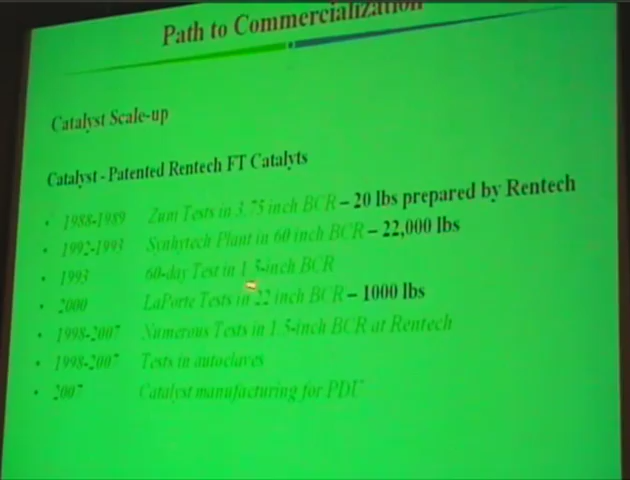 Path to Commercialization
Catalyst Scale-up
Catalyst - Patented Rentech FT Catalyts
• 1988-1989 Zum Tests in 3.75 inch BCR – 20 lbs prepared by Rentech
• 1992-1993 Synhytech Plant in 60 inch BCR – 22,000 lbs
• 1993 60-day Test in 1.5-inch BCR
• 2000 LaPorte Tests in 22 inch BCR – 1000 lbs
• 1998-2007 Numerous Tests in 1.5-inch BCR at Rentech
• 1998-2007 Tests in autoclaves
• 2007 Catalyst manufacturing for PDU